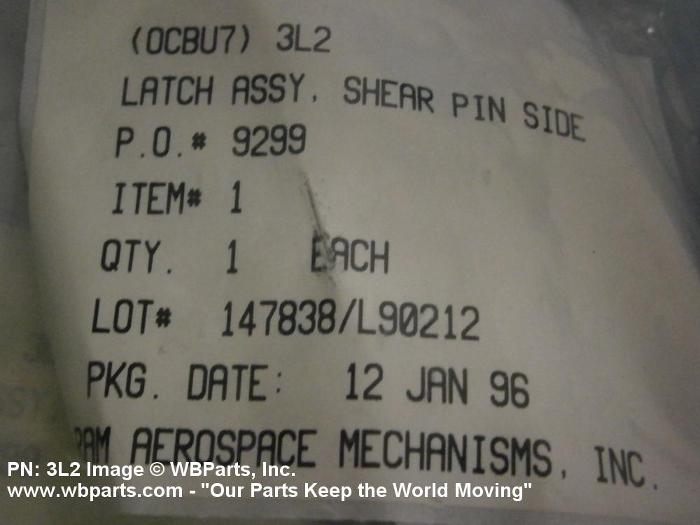 (OCBU7) 3L2
LATCH ASSY, SHEAR PIN SIDE
P.O.# 9299
ITEM# 1
QTY. 1 EACH
LOT# 147838/L90212
PKG. DATE: 12 JAN 96
AEROSPACE MECHANISMS, INC.
PN: 3L2 Image © WBParts, Inc.
www.wbparts.com - "Our Parts Keep the World Moving"